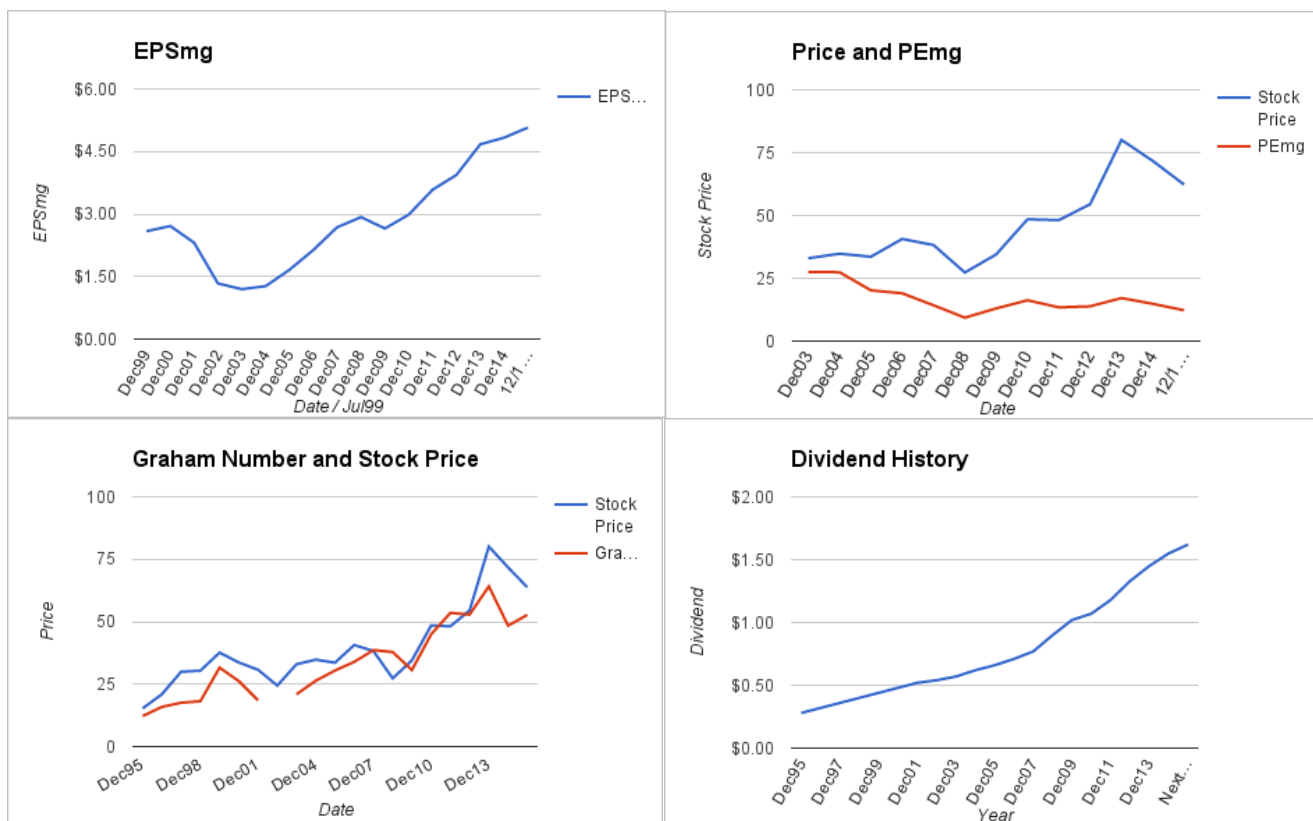 EPSmg
$6.00
$4.50
$3.00
$1.50
$0.00
EPSmg
EPS...
Dec99
Dec00
Dec01
Dec02
Dec03
Dec04
Dec05
Dec06
Dec07
Dec08
Dec09
Dec10
Dec11
Dec12
Dec13
Dec14
12/1 ...
Date / Jul99
Price and PEmg
100
75
50
25
0
Stock Price
Stock
Price
PEmg
Dec03
Dec04
Dec05
Dec06
Dec07
Dec08
Dec09
Dec10
Dec11
Dec12
Dec13
Dec14
12/1 ...
Date
Graham Number and Stock Price
100
75
50
25
0
Price
Stock
Price
Gra...
Dec95
Dec98
Dec01
Dec04
Dec07
Dec10
Dec13
Date
Dividend History
$2.00
$1.50
$1.00
$0.50
$0.00
Dividend
Dec95
Dec97
Dec99
Dec01
Dec03
Dec05
Dec07
Dec09
Dec11
Dec13
Next...
Year